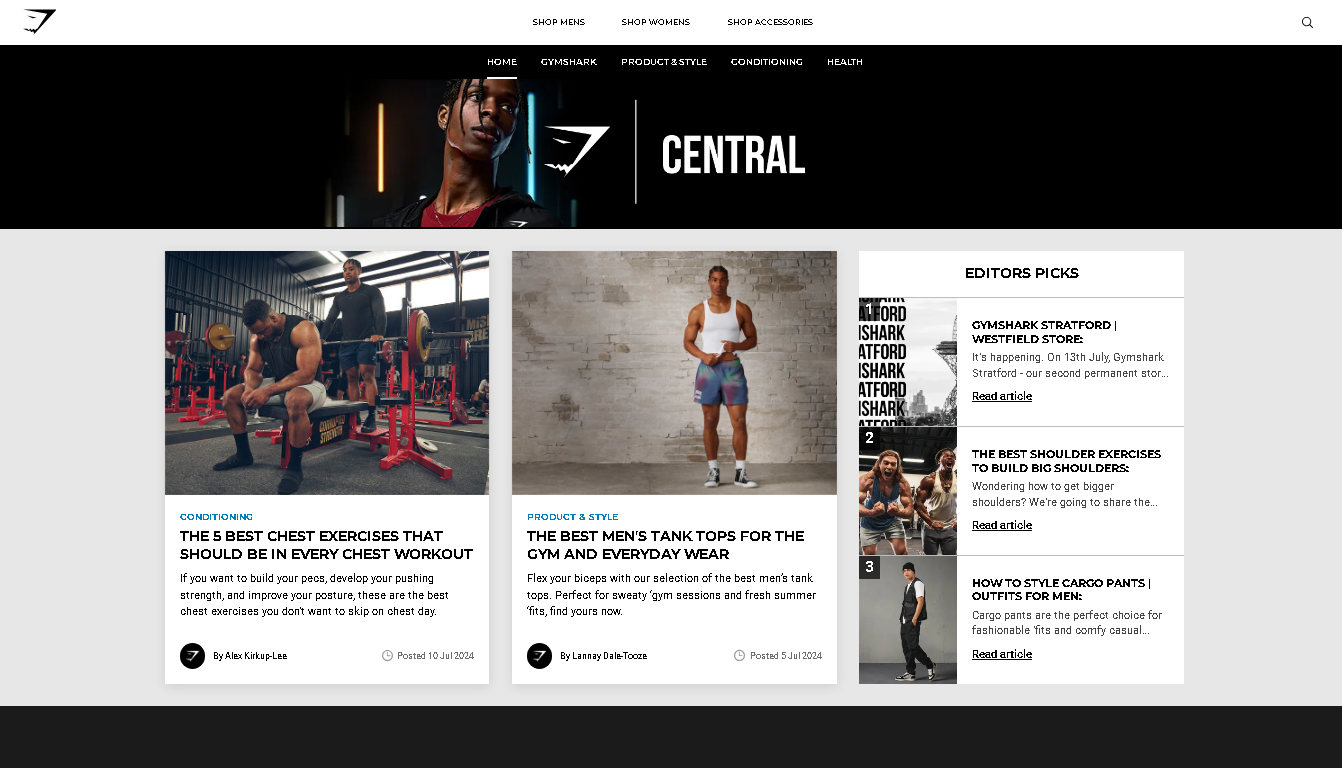 SHOP MENS
SHOP WOMENS
SHOP ACCESSORIES
HOME
GYMSHARK
PRODUCT & STYLE
CONDITIONING
HEALTH
CENTRAL
CONDITIONING
THE 5 BEST CHEST EXERCISES THAT
SHOULD BE IN EVERY CHEST WORKOUT
If you want to build your pecs, develop your pushing
strength, and improve your posture, these are the best
chest exercises you don't want to skip on chest day.
By Alex Kirkup-Lee
Posted 10 Jul 2024
PRODUCT & STYLE
THE BEST MEN'S TANK TOPS FOR THE
GYM AND EVERYDAY WEAR
Flex your biceps with our selection of the best men's tank
tops. Perfect for sweaty 'gym sessions and fresh summer
'fits, find yours now.
By Lannay Dale-Tooze
Posted 5 Jul 2024
EDITORS PICKS
1
ATFORD
ISHARK
ATFORD
ISHARK
ATFORD
ISHARK
ATFORD
GYMSHARK STRATFORD |
WESTFIELD STORE:
It's happening. On 13th July, Gymshark
Stratford - our second permanent stor...
Read article
2
THE BEST SHOULDER EXERCISES
TO BUILD BIG SHOULDERS:
Wondering how to get bigger
shoulders? We're going to share the...
Read article
3
HOW TO STYLE CARGO PANTS |
OUTFITS FOR MEN:
Cargo pants are the perfect choice for
fashionable 'fits and comfy casual...
Read article